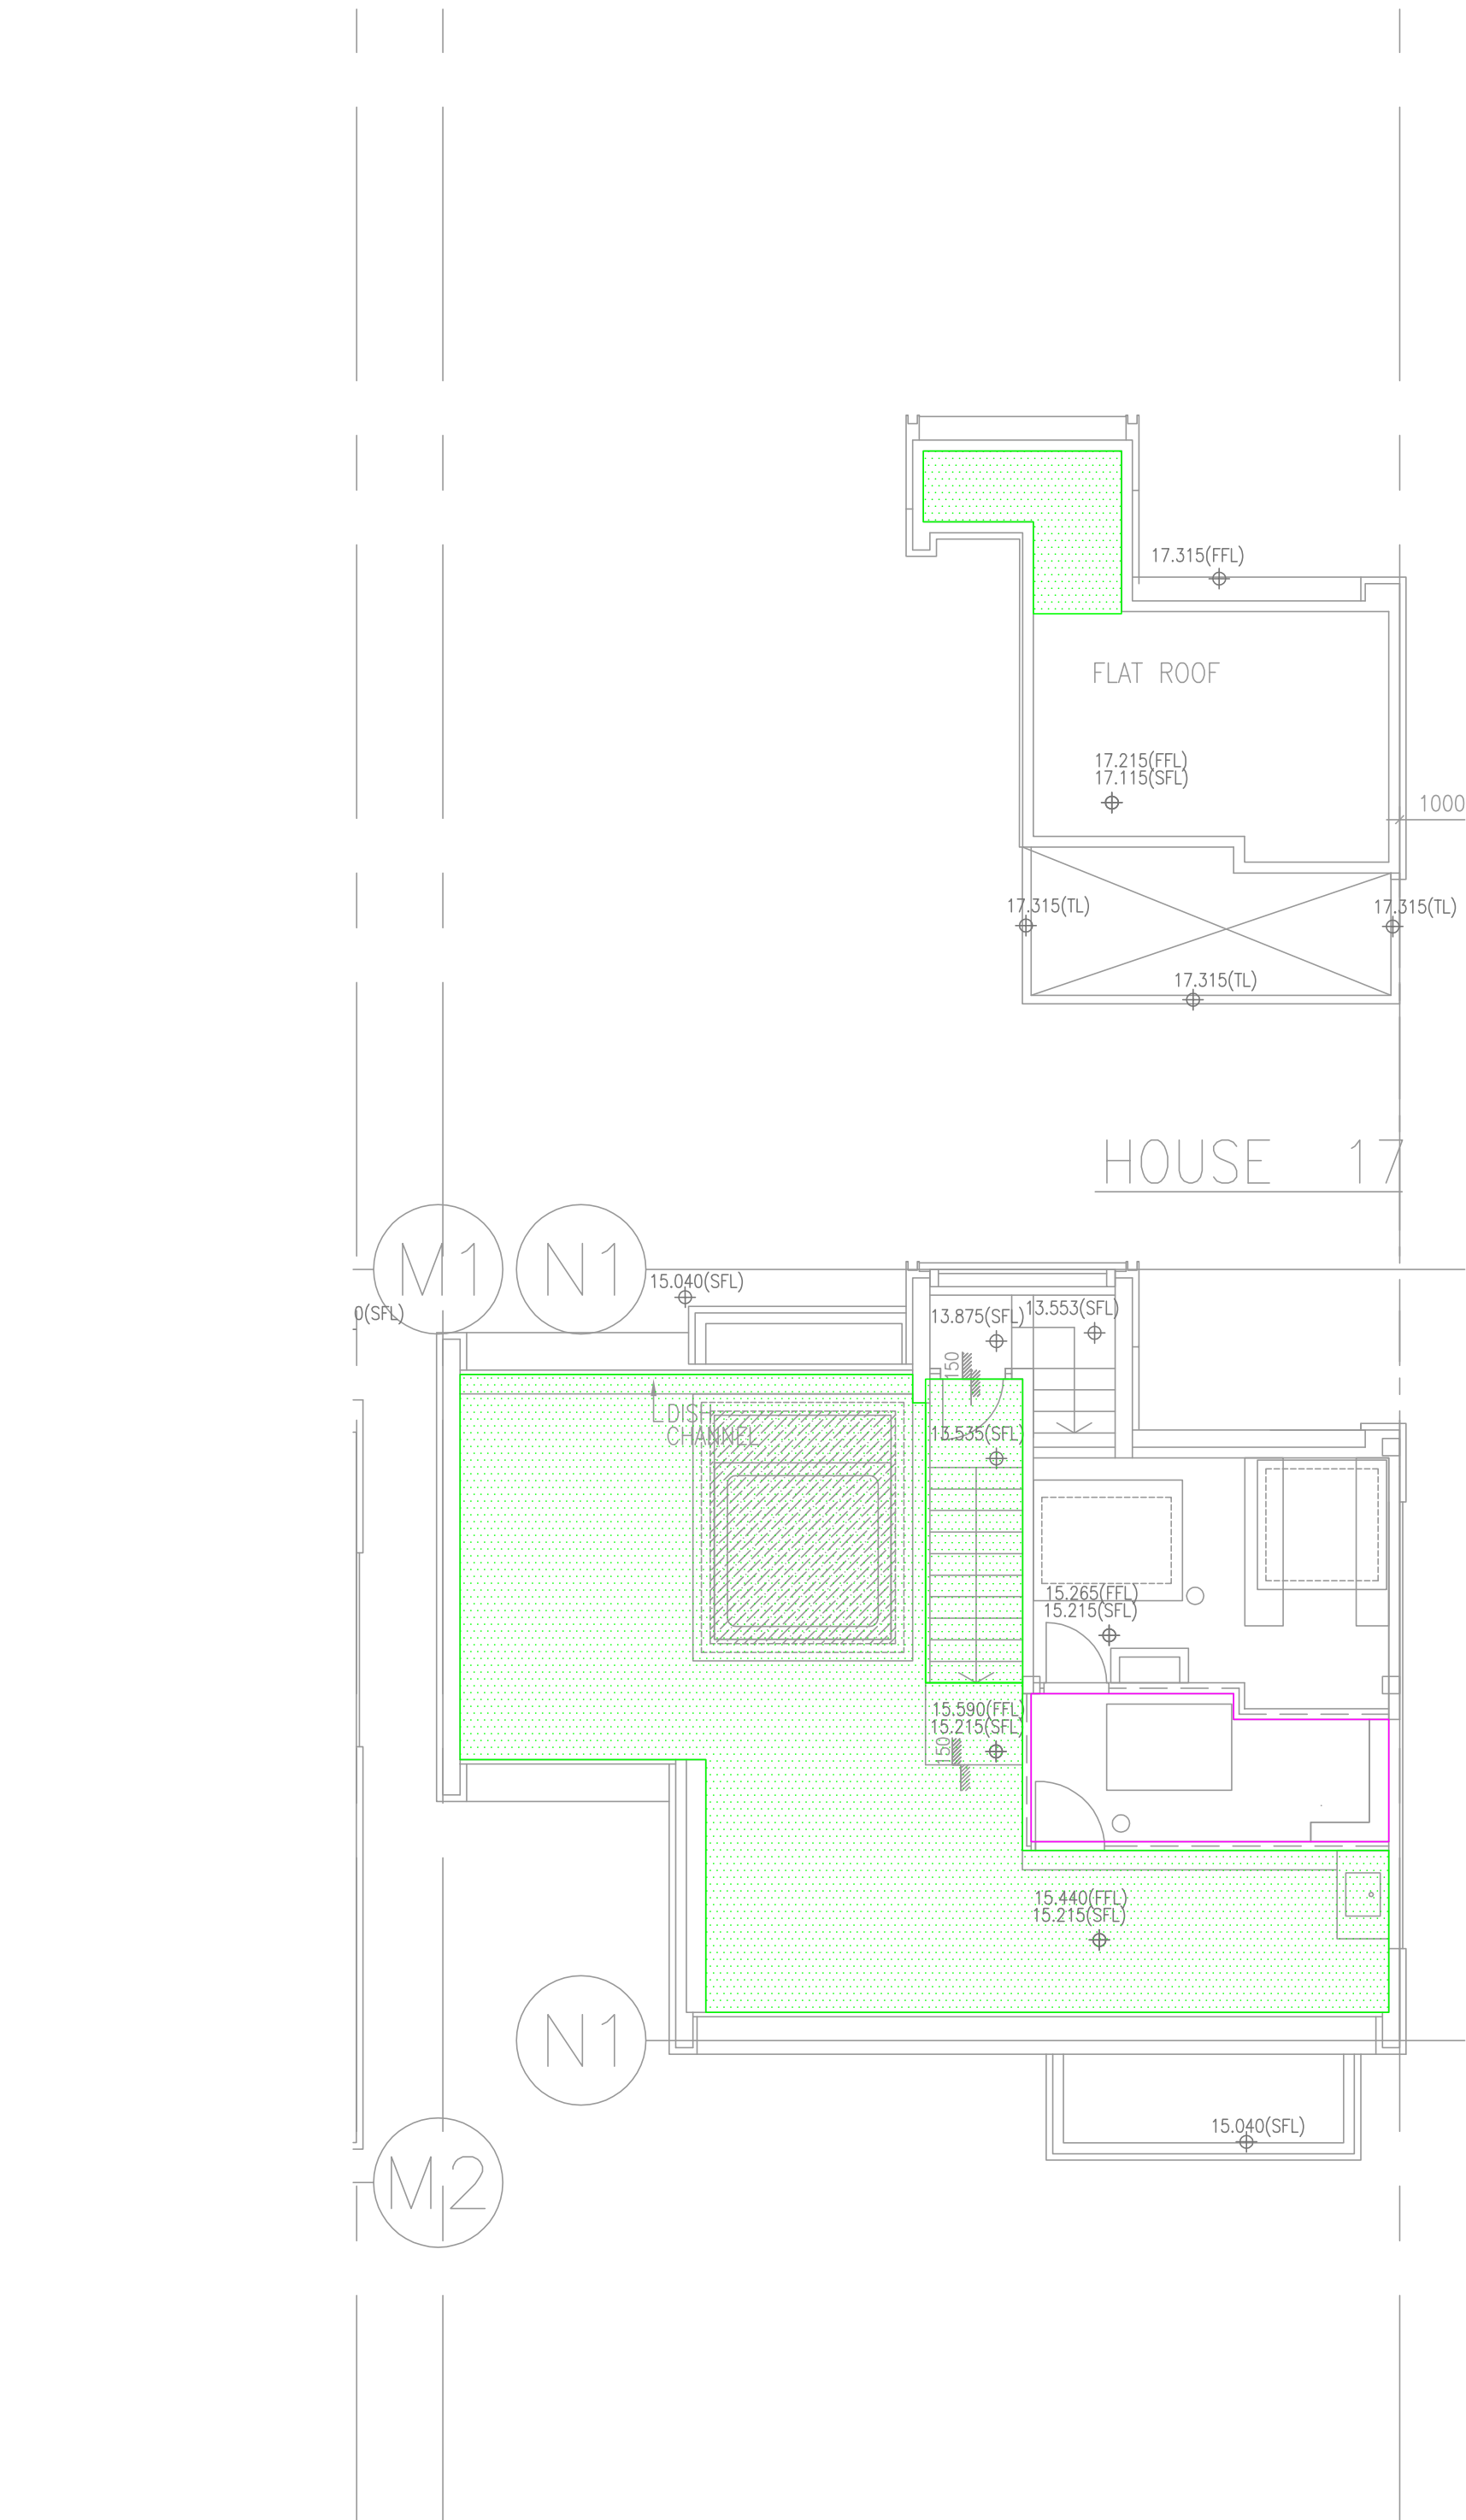 17.315(FFL)
FLAT ROOF
17.215(FFL)
17.115(SFL)
1000
17.315(TL)
17.315(TL)
17.315(TL)
HOUSE 17
M1
N1
15.040(SFL)
0(SFL)
13.875(SFL)
13.553(SFL)
150
DISH
CHANNEL
13.535(SFL)
15.265(FFL)
15.215(SFL)
15.590(FFL)
15.215(SFL)
150
15.440(FFL)
15.215(SFL)
N1
15.040(SFL)
M2